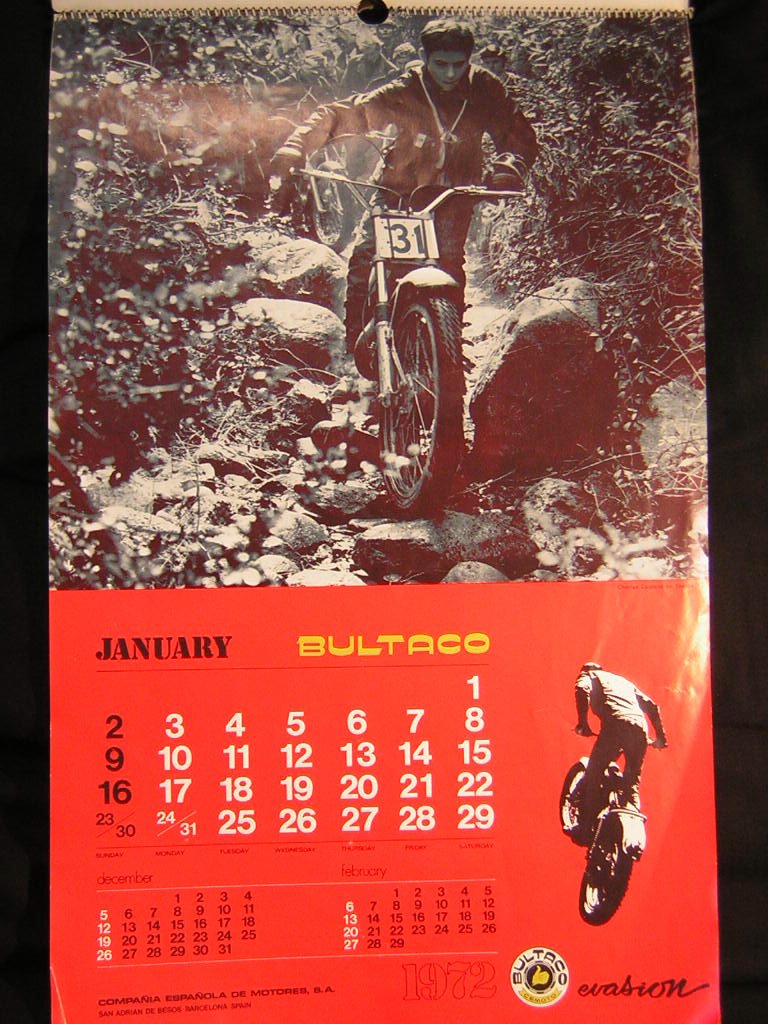 31
JANUARY BULTACO
1
2 3 4 5 6 7 8
9 10 11 12 13 14 15
16 17 18 19 20 21 22
23/30 24/31 25 26 27 28 29
SUNDAY MONDAY TUESDAY WEDNESDAY THURSDAY FRIDAY SATURDAY
december
1 2 3 4
5 6 7 8 9 10 11
12 13 14 15 16 17 18
19 20 21 22 23 24 25
26 27 28 29 30 31
february
1 2 3 4 5
6 7 8 9 10 11 12
13 14 15 16 17 18 19
20 21 22 23 24 25 26
27 28 29
1972
COMPAÑIA ESPAÑOLA DE MOTORES, S.A.
SAN ADRIAN DE BESOS BARCELONA SPAIN
BULTACO
CEMOTO
evasion